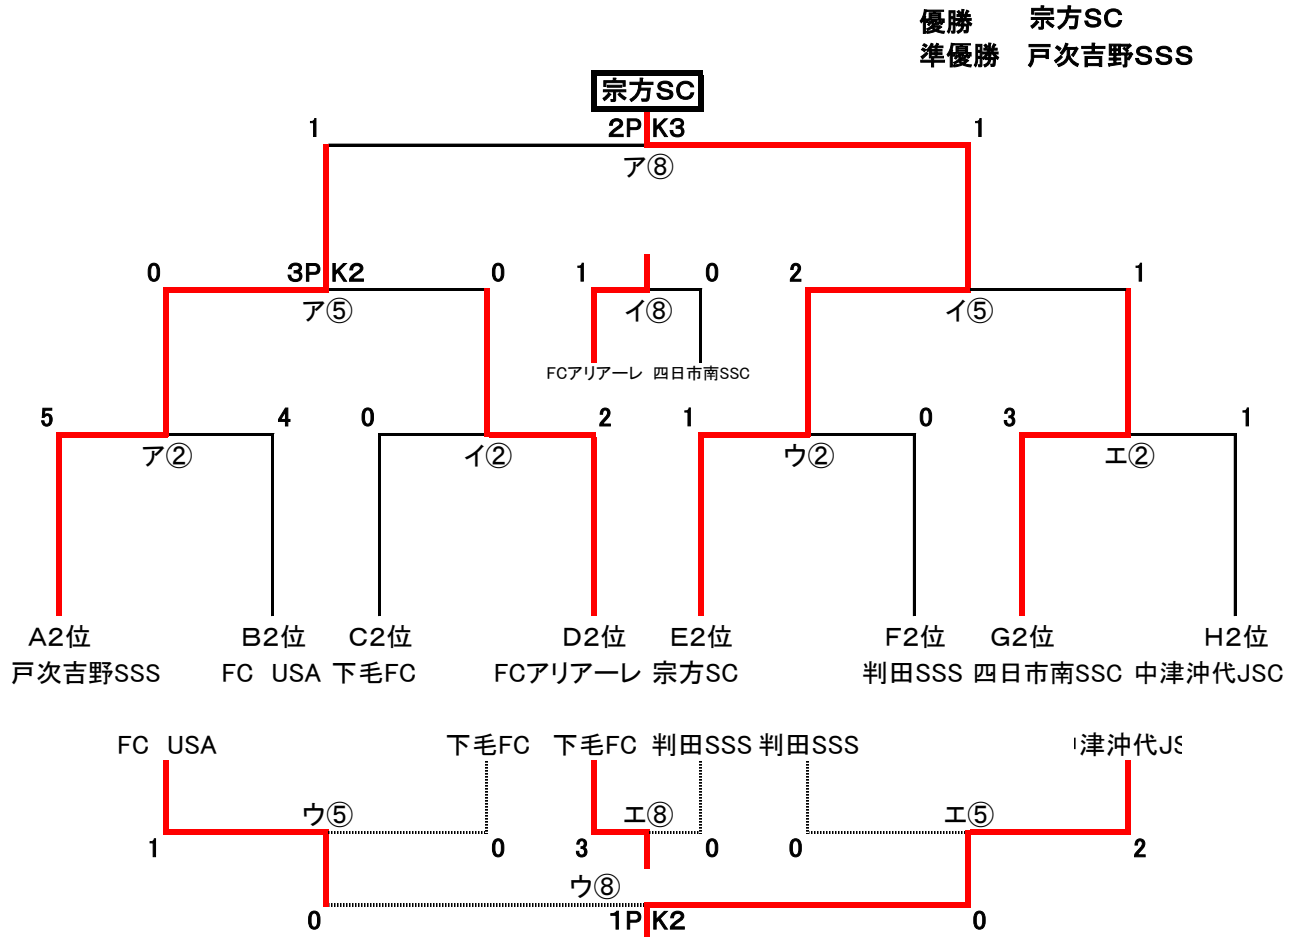 優勝　宗方SC
準優勝　戸次吉野SSS
宗方SC
1　2PK3　1
ア⑧
0　3PK2　0　1　0　2　1
ア⑤　イ⑧　イ⑤
FCアリアーレ　四日市南SSC
5　4　0　2　1　0　3　1
ア②　イ②　ウ②　エ②
A2位　B2位　C2位　D2位　E2位　F2位　G2位　H2位
戸次吉野SSS　FC　USA　下毛FC　FCアリアーレ　宗方SC　判田SSS　四日市南SSC　中津沖代JSC
FC　USA　下毛FC　下毛FC　判田SSS　判田SSS　津沖代JS
ウ⑤　エ⑧　エ⑤
1　0　3　0　0　2
ウ⑧
0　1PK2　0